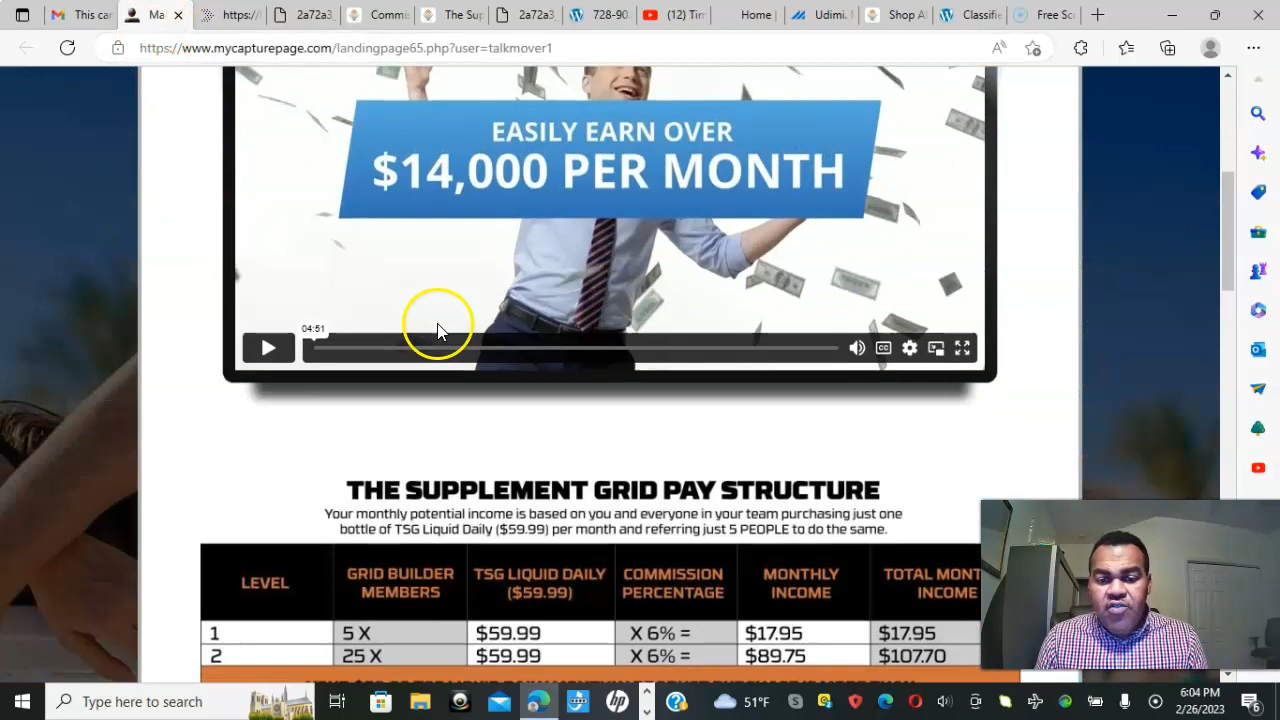 This car
Ma
https://
2a72a3
Commis
The Sup
2a72a3
728-90
(12) Tim
Home |
Udimi.
Shop Al
Classifie
Free Sc
https://www.mycapturepage.com/landingpage65.php?user=talkmover1
EASILY EARN OVER
$14,000 PER MONTH
04:51
CC
THE SUPPLEMENT GRID PAY STRUCTURE
Your monthly potential income is based on you and everyone in your team purchasing just one
bottle of TSG Liquid Daily ($59.99) per month and referring just 5 PEOPLE to do the same.
LEVEL
GRID BUILDER
MEMBERS
TSG LIQUID DAILY
($59.99)
COMMISSION
PERCENTAGE
MONTHLY
INCOME
TOTAL MONT
INCOME
1 5 X $59.99 X 6% = $17.95 $17.95
2 25 X $59.99 X 6% = $89.75 $107.70
Type here to search
51°F
6:04 PM
2/26/2023
6